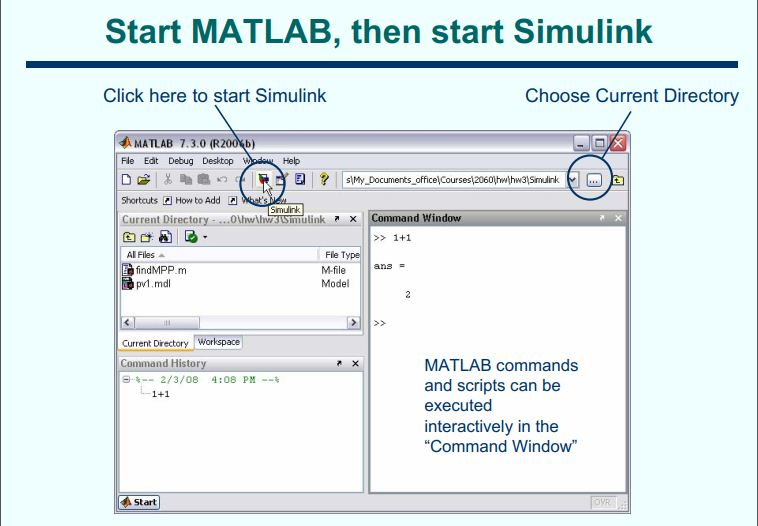 Start MATLAB, then start Simulink
Click here to start Simulink
Choose Current Directory
MATLAB 7.3.0 (R2006b)
File Edit Debug Desktop Window Help
s\My_Documents_office\Courses\2060\hw\hw3\Simulink
...
Shortcuts How to Add What's New
Simulink
Current Directory - ...0\hw\hw3\Simulink
All Files File Type
findMPP.m M-file
pv1.mdl Model
Current Directory Workspace
Command History
%-- 2/3/08 4:08 PM --%
1+1
Command Window
>> 1+1
ans =
2
>>
MATLAB commands
and scripts can be
executed
interactively in the
“Command Window”
Start
OVR